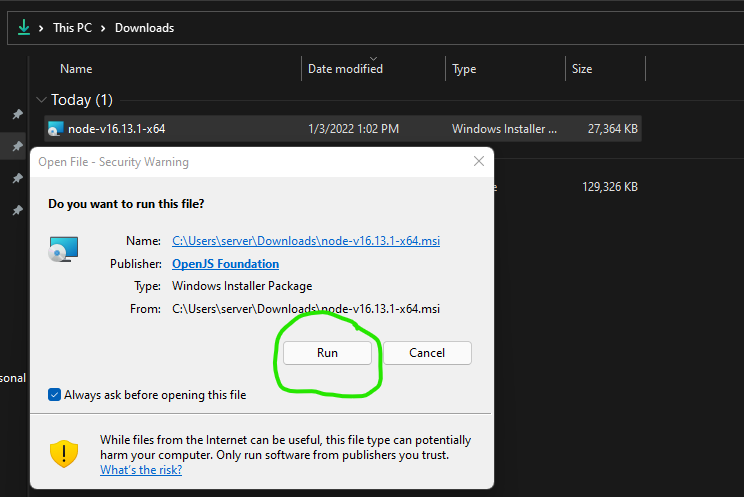 This PC > Downloads
Name Date modified Type Size
Today (1)
node-v16.13.1-x64 1/3/2022 1:02 PM Windows Installer ... 27,364 KB
129,326 KB
Open File - Security Warning
Do you want to run this file?
Name: C:\Users\server\Downloads\node-v16.13.1-x64.msi
Publisher: OpenJS Foundation
Type: Windows Installer Package
From: C:\Users\server\Downloads\node-v16.13.1-x64.msi
Run Cancel
sonal
Always ask before opening this file
While files from the Internet can be useful, this file type can potentially
harm your computer. Only run software from publishers you trust.
What's the risk?